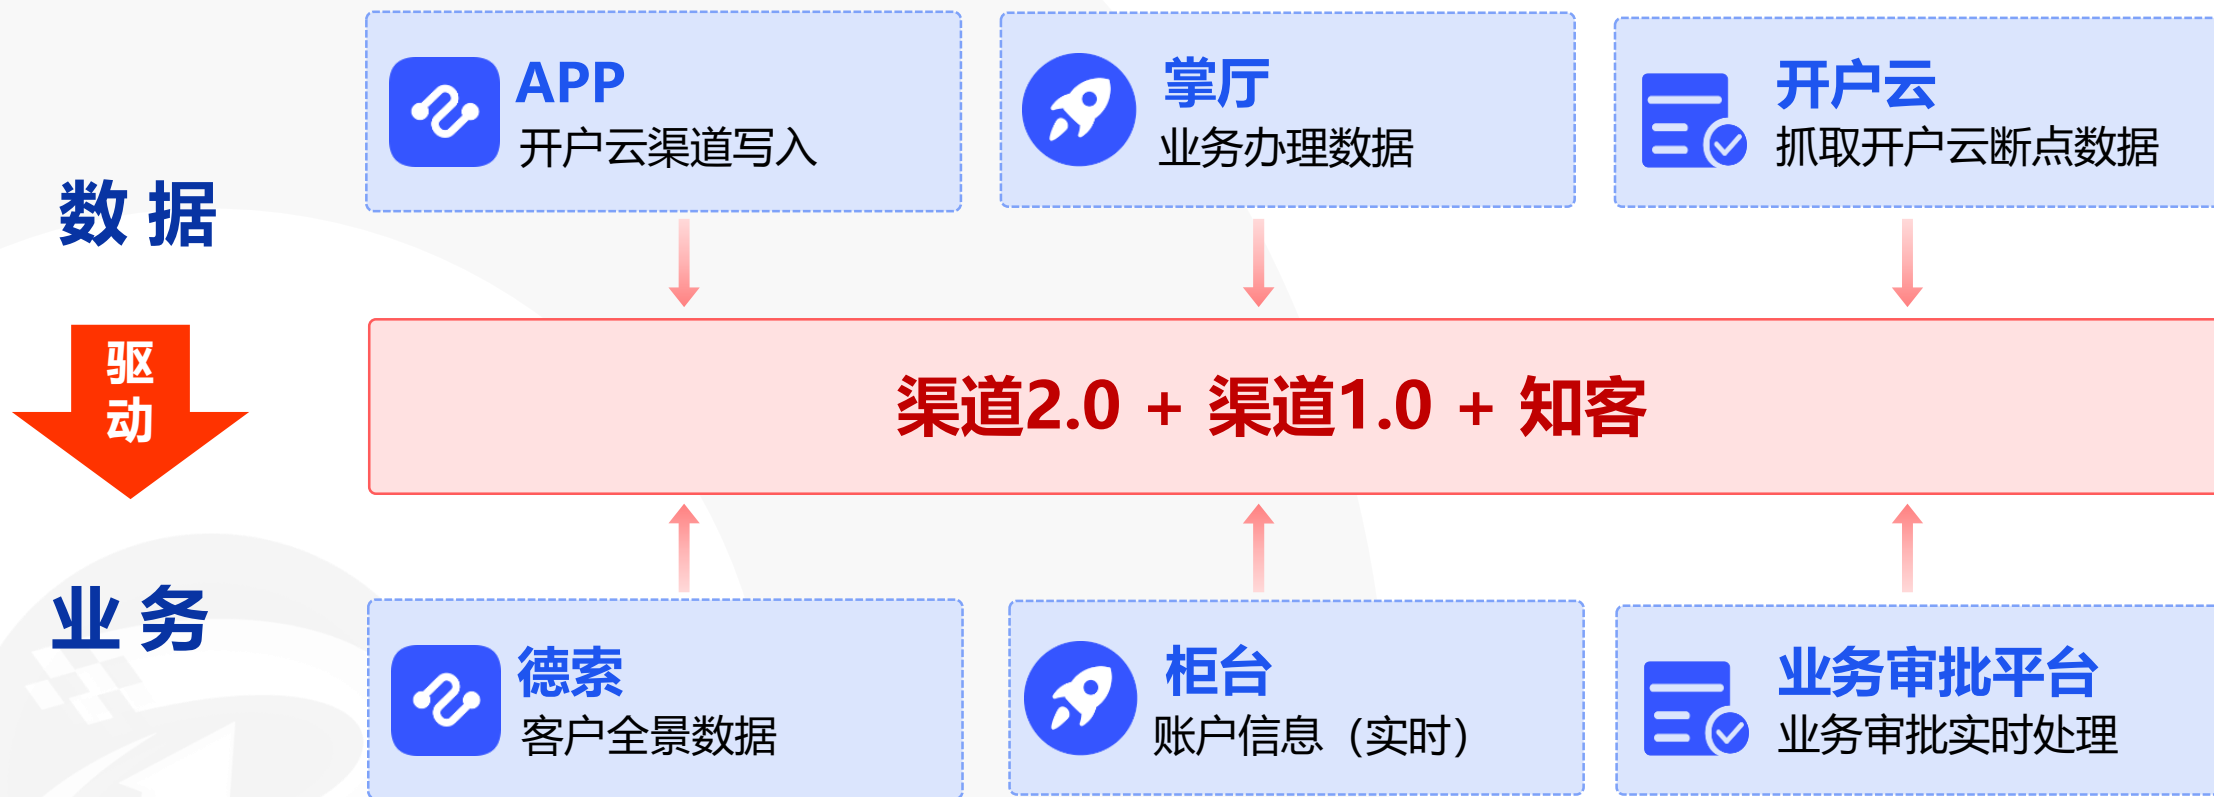 APP
开户云渠道写入
掌厅
业务办理数据
开户云
抓取开户云断点数据
数据
驱
动
渠道2.0 + 渠道1.0 + 知客
业务
德索
客户全景数据
柜台
账户信息（实时）
业务审批平台
业务审批实时处理